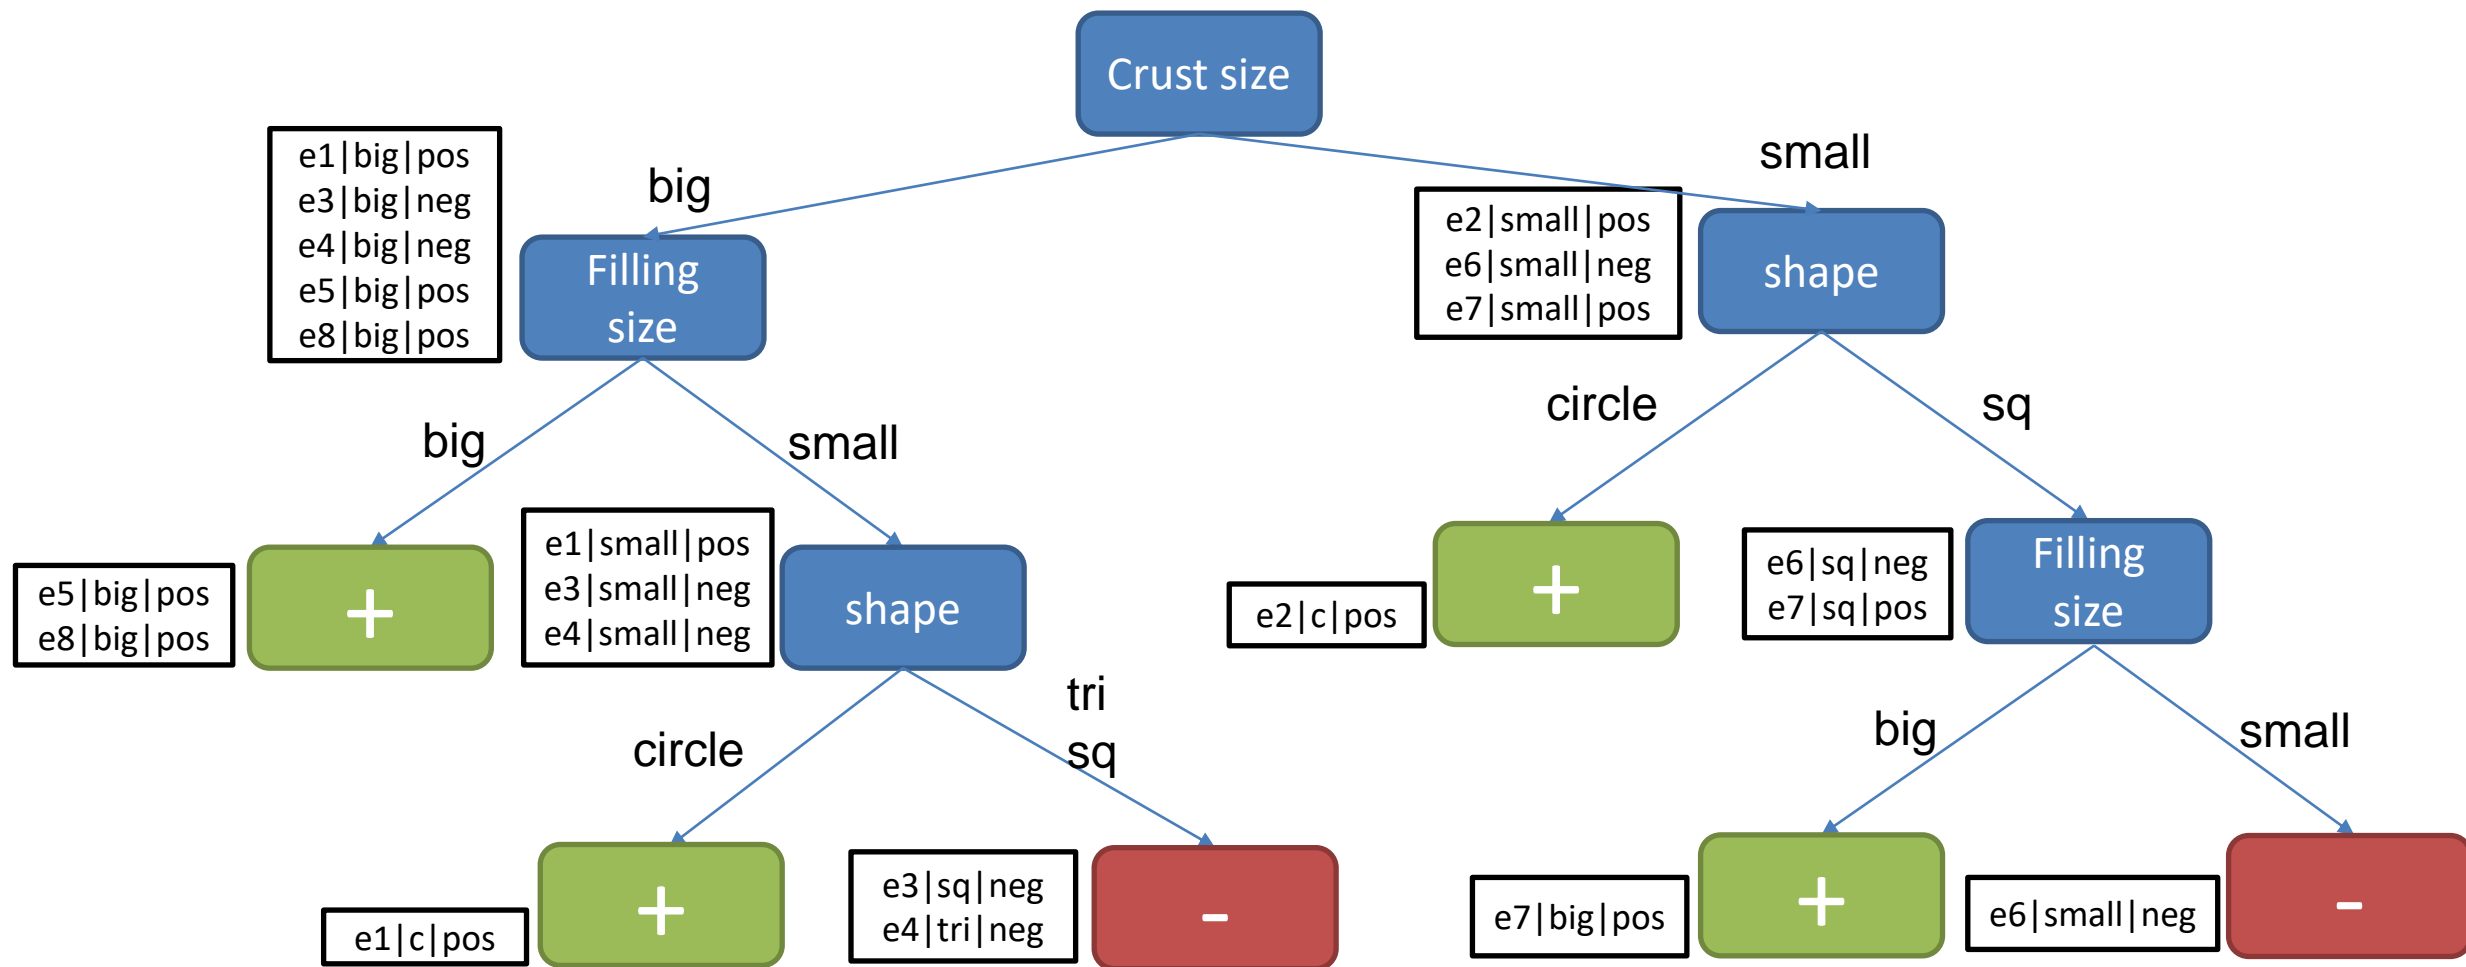 Crust size
e1|big|pos
e3|big|neg
e4|big|neg
e5|big|pos
e8|big|pos
big
small
Filling
size
e2|small|pos
e6|small|neg
e7|small|pos
shape
big
small
circle
sq
e5|big|pos
e8|big|pos
+
e1|small|pos
e3|small|neg
e4|small|neg
shape
e2|c|pos
+
e6|sq|neg
e7|sq|pos
Filling
size
circle
tri
sq
big
small
e1|c|pos
+
e3|sq|neg
e4|tri|neg
-
e7|big|pos
+
e6|small|neg
-